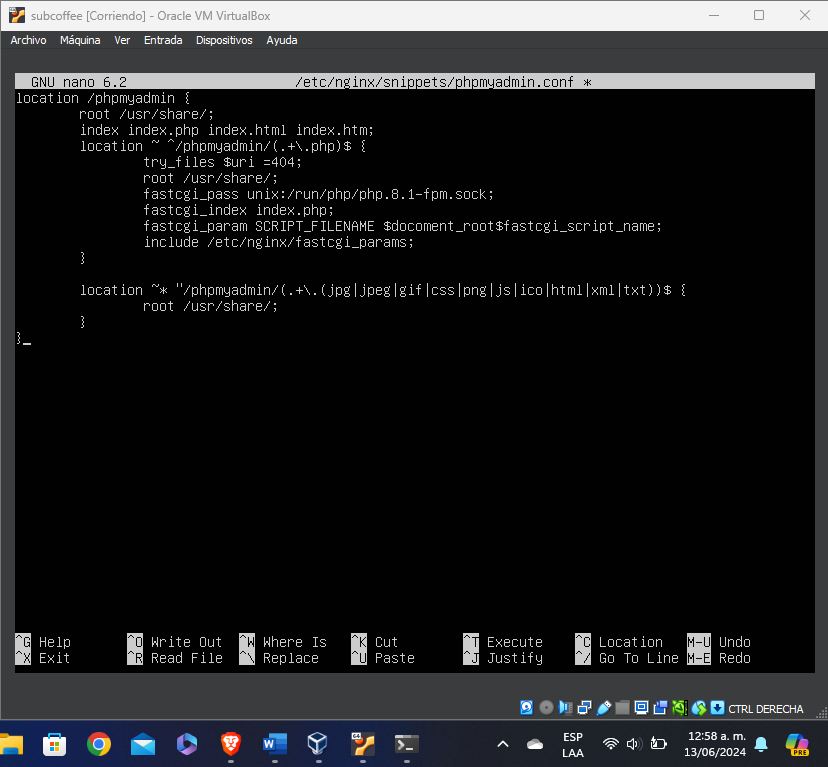 subcoffee [Corriendo] - Oracle VM VirtualBox
Archivo Máquina Ver Entrada Dispositivos Ayuda
GNU nano 6.2 /etc/nginx/snippets/phpmyadmin.conf *
location /phpmyadmin {
root /usr/share/;
index index.php index.html index.htm;
location ~ ^/phpmyadmin/(.+\.php)$ {
try_files $uri =404;
root /usr/share/;
fastcgi_pass unix:/run/php/php.8.1-fpm.sock;
fastcgi_index index.php;
fastcgi_param SCRIPT_FILENAME $docoment_root$fastcgi_script_name;
include /etc/nginx/fastcgi_params;
}
location ~* "/phpmyadmin/(.+\.(jpg|jpeg|gif|css|png|js|ico|html|xml|txt))$ {
root /usr/share/;
}
}
^G Help ^O Write Out ^W Where Is ^K Cut ^T Execute ^C Location M-U Undo
^X Exit ^R Read File ^\ Replace ^U Paste ^J Justify ^/ Go To Line M-E Redo
CTRL DERECHA
ESP
LAA
12:58 a. m.
13/06/2024
PRE